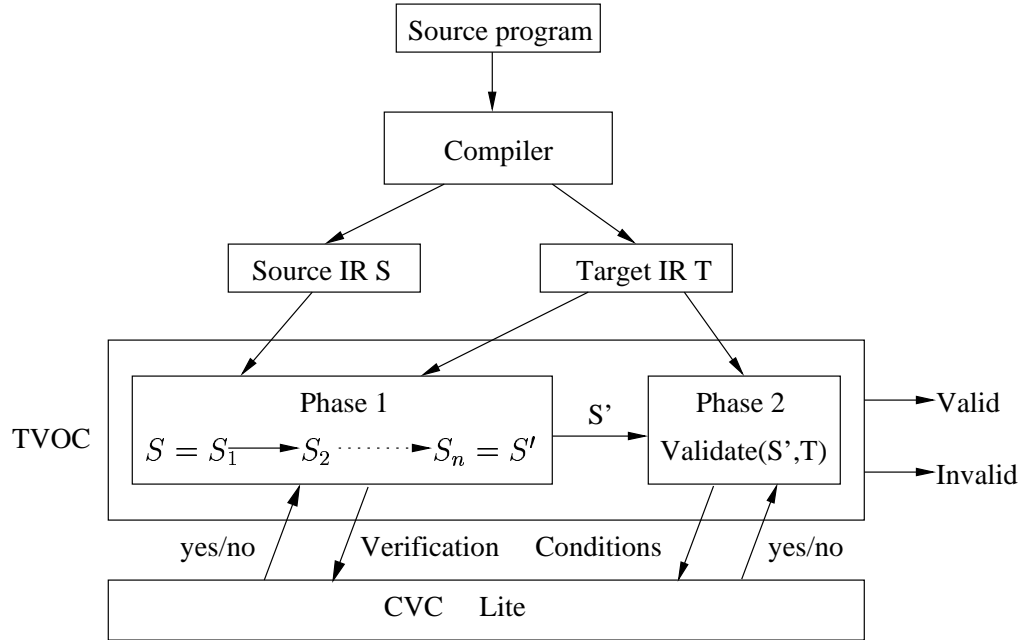 Source program
Compiler
Source IR S
Target IR T
Phase 1
Phase 2
S’
Valid
TVOC
S = S₁ S₂ Sₙ = S′
Validate(S’,T)
Invalid
yes/no
Verification Conditions
yes/no
CVC Lite